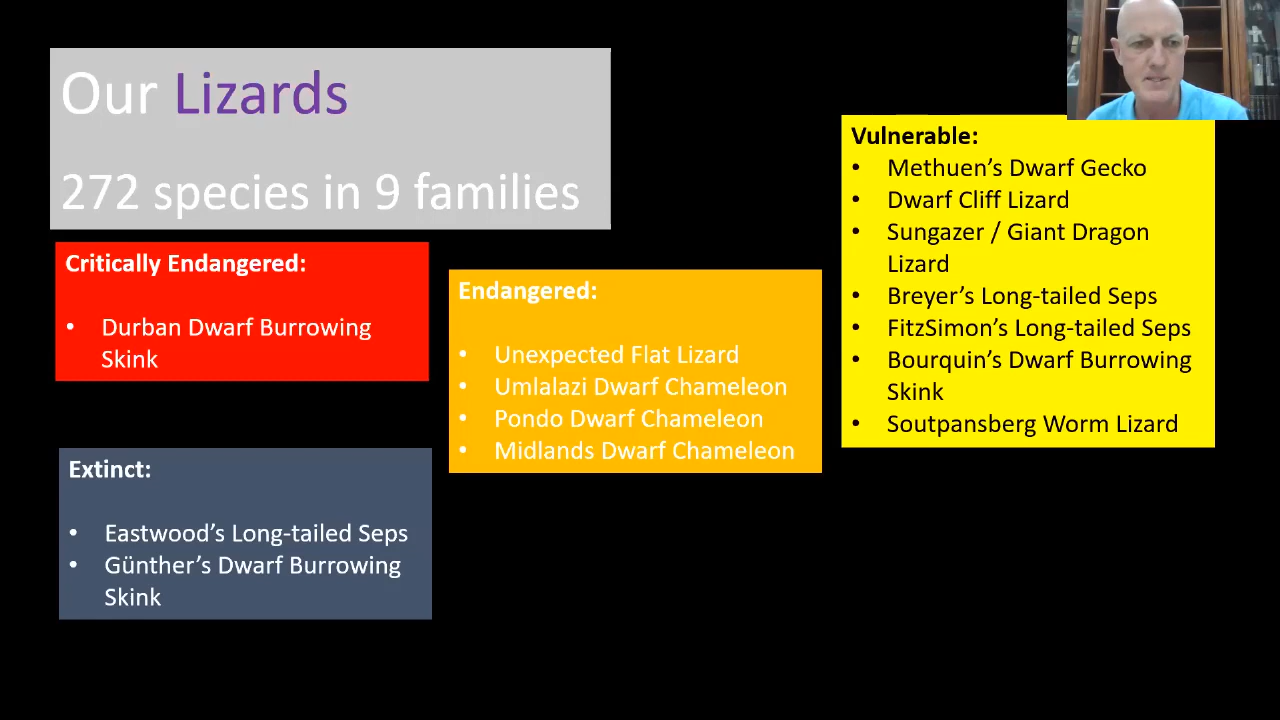 Our Lizards
272 species in 9 families
Critically Endangered:
• Durban Dwarf Burrowing
Skink
Extinct:
• Eastwood’s Long-tailed Seps
• Günther’s Dwarf Burrowing
Skink
Endangered:
• Unexpected Flat Lizard
• Umlalazi Dwarf Chameleon
• Pondo Dwarf Chameleon
• Midlands Dwarf Chameleon
Vulnerable:
• Methuen’s Dwarf Gecko
• Dwarf Cliff Lizard
• Sungazer / Giant Dragon
Lizard
• Breyer’s Long-tailed Seps
• FitzSimon’s Long-tailed Seps
• Bourquin’s Dwarf Burrowing
Skink
• Soutpansberg Worm Lizard